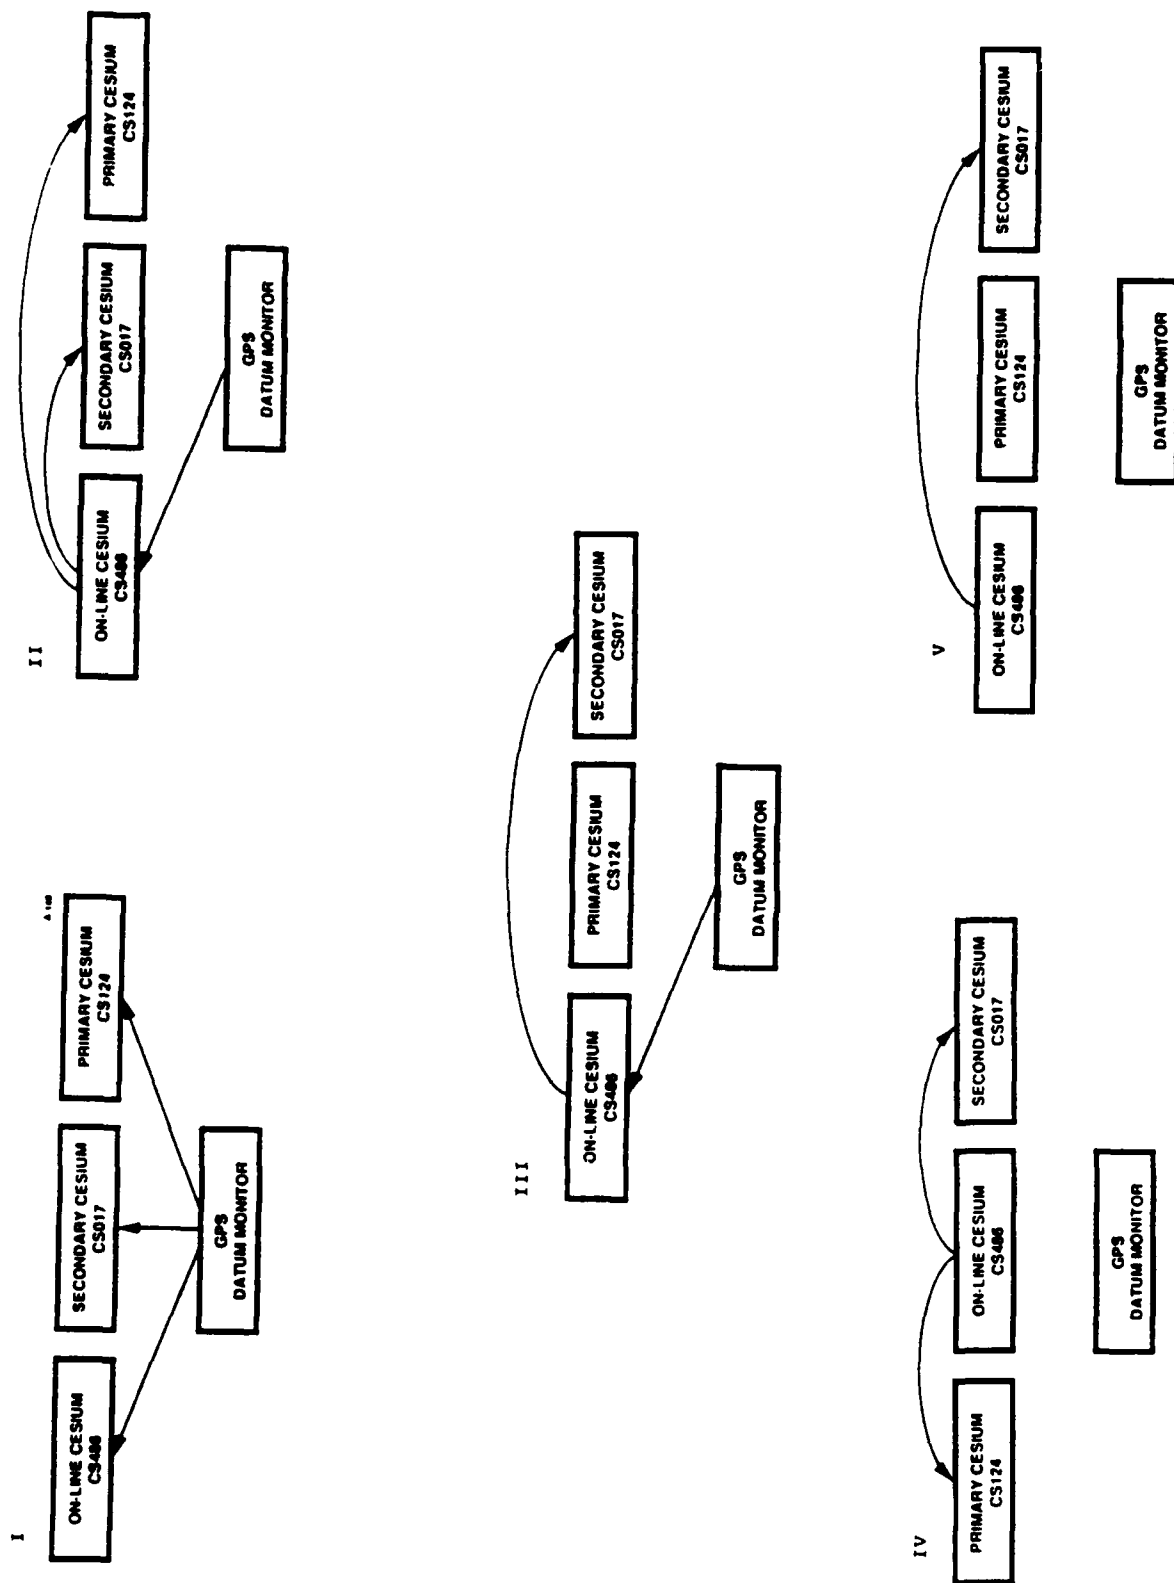 I
ON-LINE CESIUM
CS486
SECONDARY CESIUM
CS017
PRIMARY CESIUM
CS124
GPS
DATUM MONITOR
II
ON-LINE CESIUM
CS486
SECONDARY CESIUM
CS017
PRIMARY CESIUM
CS124
GPS
DATUM MONITOR
III
ON-LINE CESIUM
CS486
PRIMARY CESIUM
CS124
SECONDARY CESIUM
CS017
GPS
DATUM MONITOR
IV
PRIMARY CESIUM
CS124
ON-LINE CESIUM
CS486
SECONDARY CESIUM
CS017
GPS
DATUM MONITOR
V
ON-LINE CESIUM
CS486
PRIMARY CESIUM
CS124
SECONDARY CESIUM
CS017
GPS
DATUM MONITOR